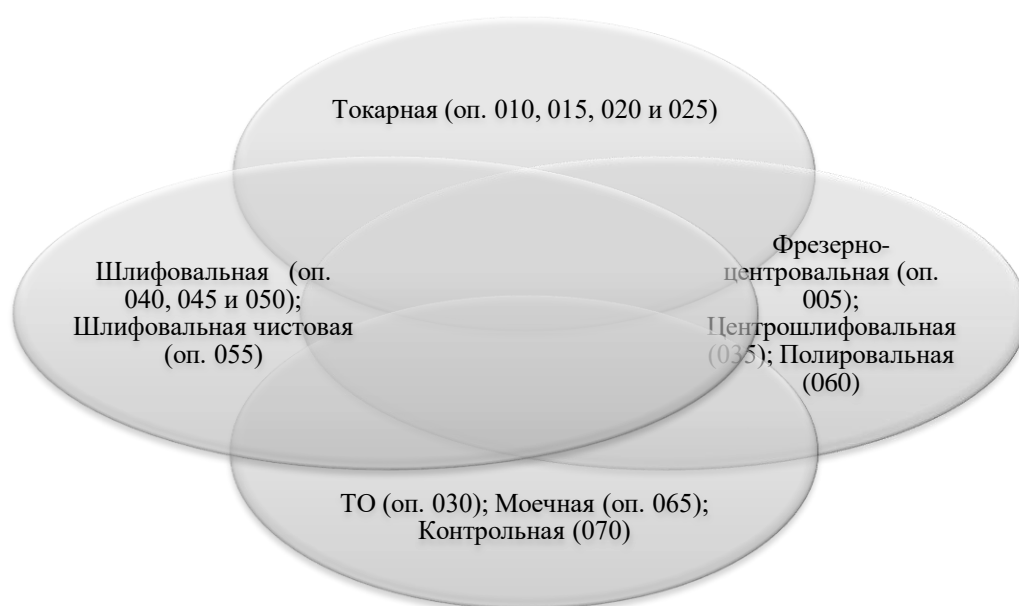 Токарная (оп. 010, 015, 020 и 025)
Шлифовальная (оп.
040, 045 и 050);
Шлифовальная чистовая
(оп. 055)
Фрезерно-
центровальная (оп.
005);
Центрошлифовальная
(035); Полировальная
(060)
ТО (оп. 030); Моечная (оп. 065);
Контрольная (070)